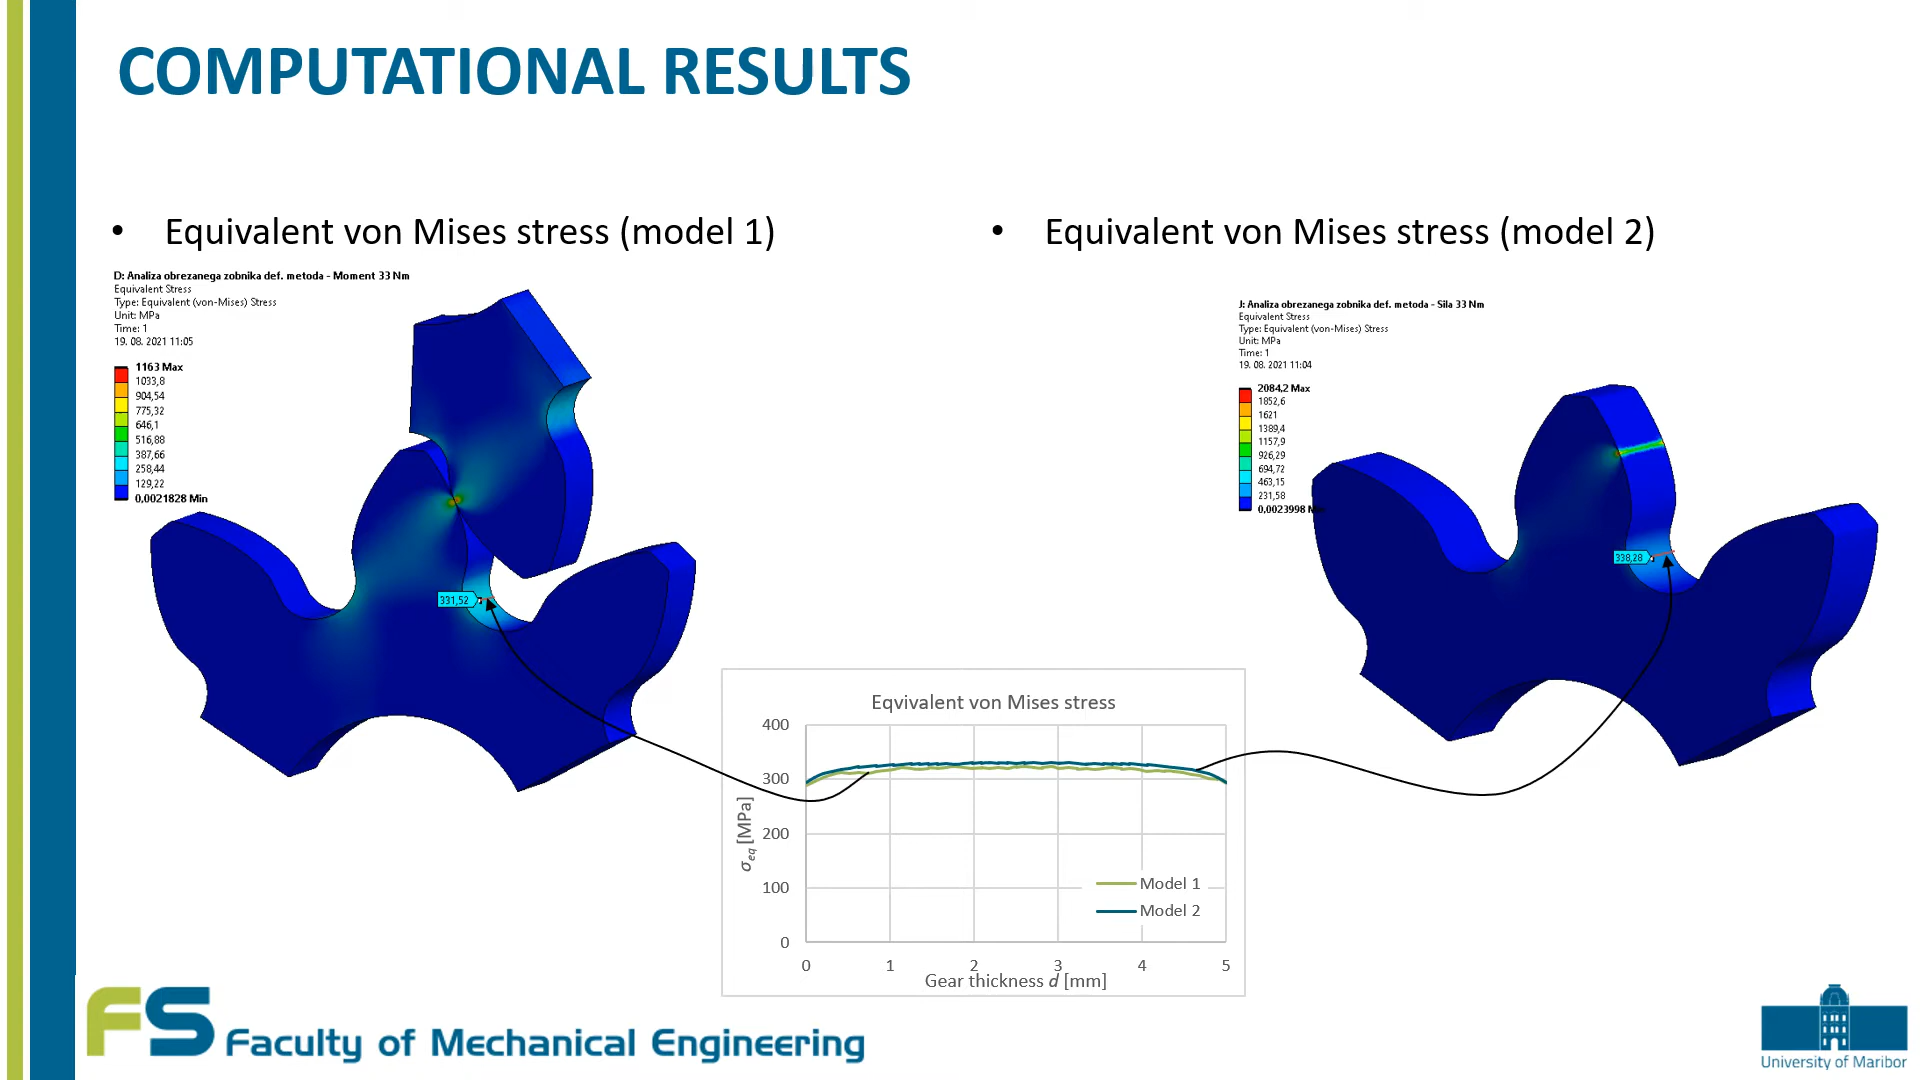 COMPUTATIONAL RESULTS
• Equivalent von Mises stress (model 1)
D: Analiza obrezanega zobnika def. metoda - Moment 33 Nm
Equivalent Stress
Type: Equivalent (von-Mises) Stress
Unit: MPa
Time: 1
19. 08. 2021 11:05
1163 Max
1033,8
904,54
775,32
646,1
516,88
387,66
258,44
129,22
0,0021828 Min
331,52
• Equivalent von Mises stress (model 2)
J: Analiza obrezanega zobnika def. metoda - Sila 33 Nm
Equivalent Stress
Type: Equivalent (von-Mises) Stress
Unit: MPa
Time: 1
19. 08. 2021 11:04
2084,2 Max
1852,6
1621
1389,4
1157,9
926,29
694,72
463,15
231,58
0,0023998
338,28
Eqvivalent von Mises stress
400
300
200
100
0
σeq [MPa]
Model 1
Model 2
0 1 2 3 4 5
Gear thickness d [mm]
FS Faculty of Mechanical Engineering
University of Maribor